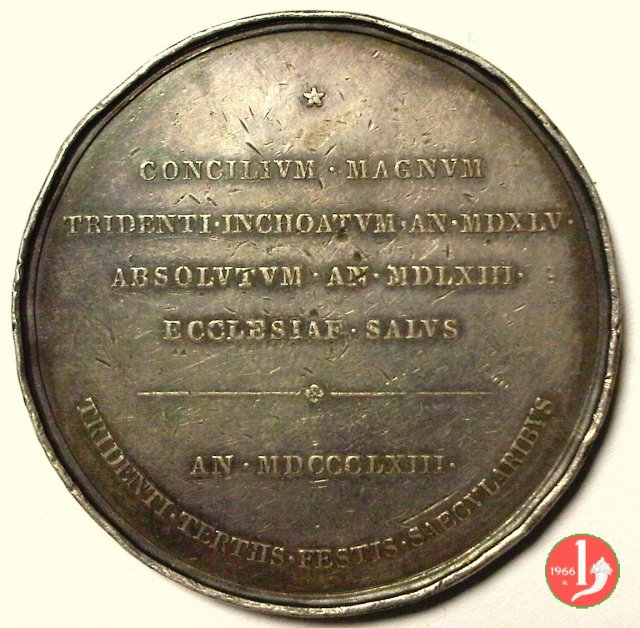 CONCILIVM · MAGNVM
TRIDENTI · INCHOATVM · AN · MDXLV ·
ABSOLVTVM · AN · MDLXIII ·
ECCLESIAE · SALVS
AN · MDCCCLXIII ·
TRIDENTI · TERTIIS · FESTIS · SAECVLARIBVS
1966